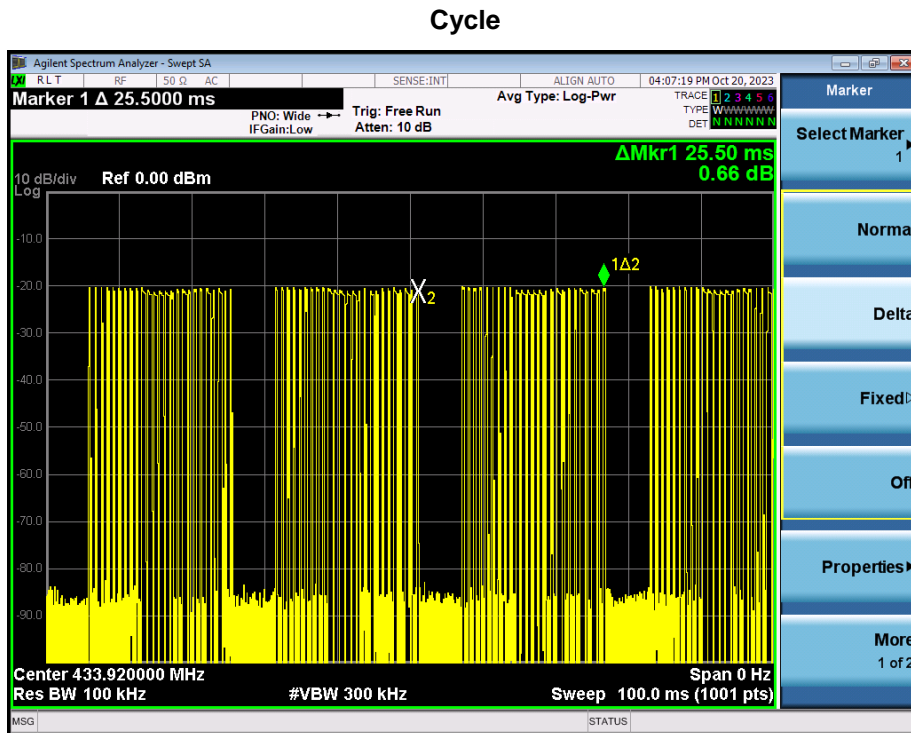 Cycle
Agilent Spectrum Analyzer - Swept SA
LXI RLT RF 50 Ω AC SENSE:INT ALIGN AUTO 04:07:19 PM Oct 20, 2023
Marker 1 Δ 25.5000 ms
PNO: Wide
IFGain:Low
Trig: Free Run
Atten: 10 dB
Avg Type: Log-Pwr
TRACE 1 2 3 4 5 6
TYPE WWWWWW
DET N N N N N N
ΔMkr1 25.50 ms
0.66 dB
10 dB/div Ref 0.00 dBm
Log
-10.0
-20.0
-30.0
-40.0
-50.0
-60.0
-70.0
-80.0
-90.0
1Δ2
X2
Center 433.920000 MHz Span 0 Hz
Res BW 100 kHz #VBW 300 kHz Sweep 100.0 ms (1001 pts)
MSG STATUS
Marker
Select Marker
1
Norma
Delta
Fixed
Off
Properties
More
1 of 2